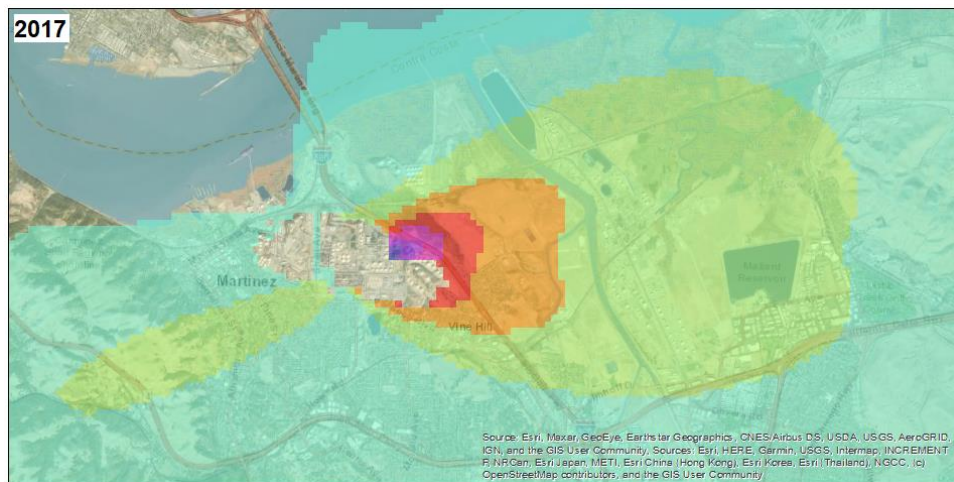 2017
Martinez
Vine Hill
Mallard
Reservoir
Source: Esri, Maxar, GeoEye, Earthstar Geographics, CNES/Airbus DS, USDA, USGS, AeroGRID,
IGN, and the GIS User Community, Sources: Esri, HERE, Garmin, USGS, Intermap, INCREMENT
P, NRCan, Esri Japan, METI, Esri China (Hong Kong), Esri Korea, Esri (Thailand), NGCC, (c)
OpenStreetMap contributors, and the GIS User Community